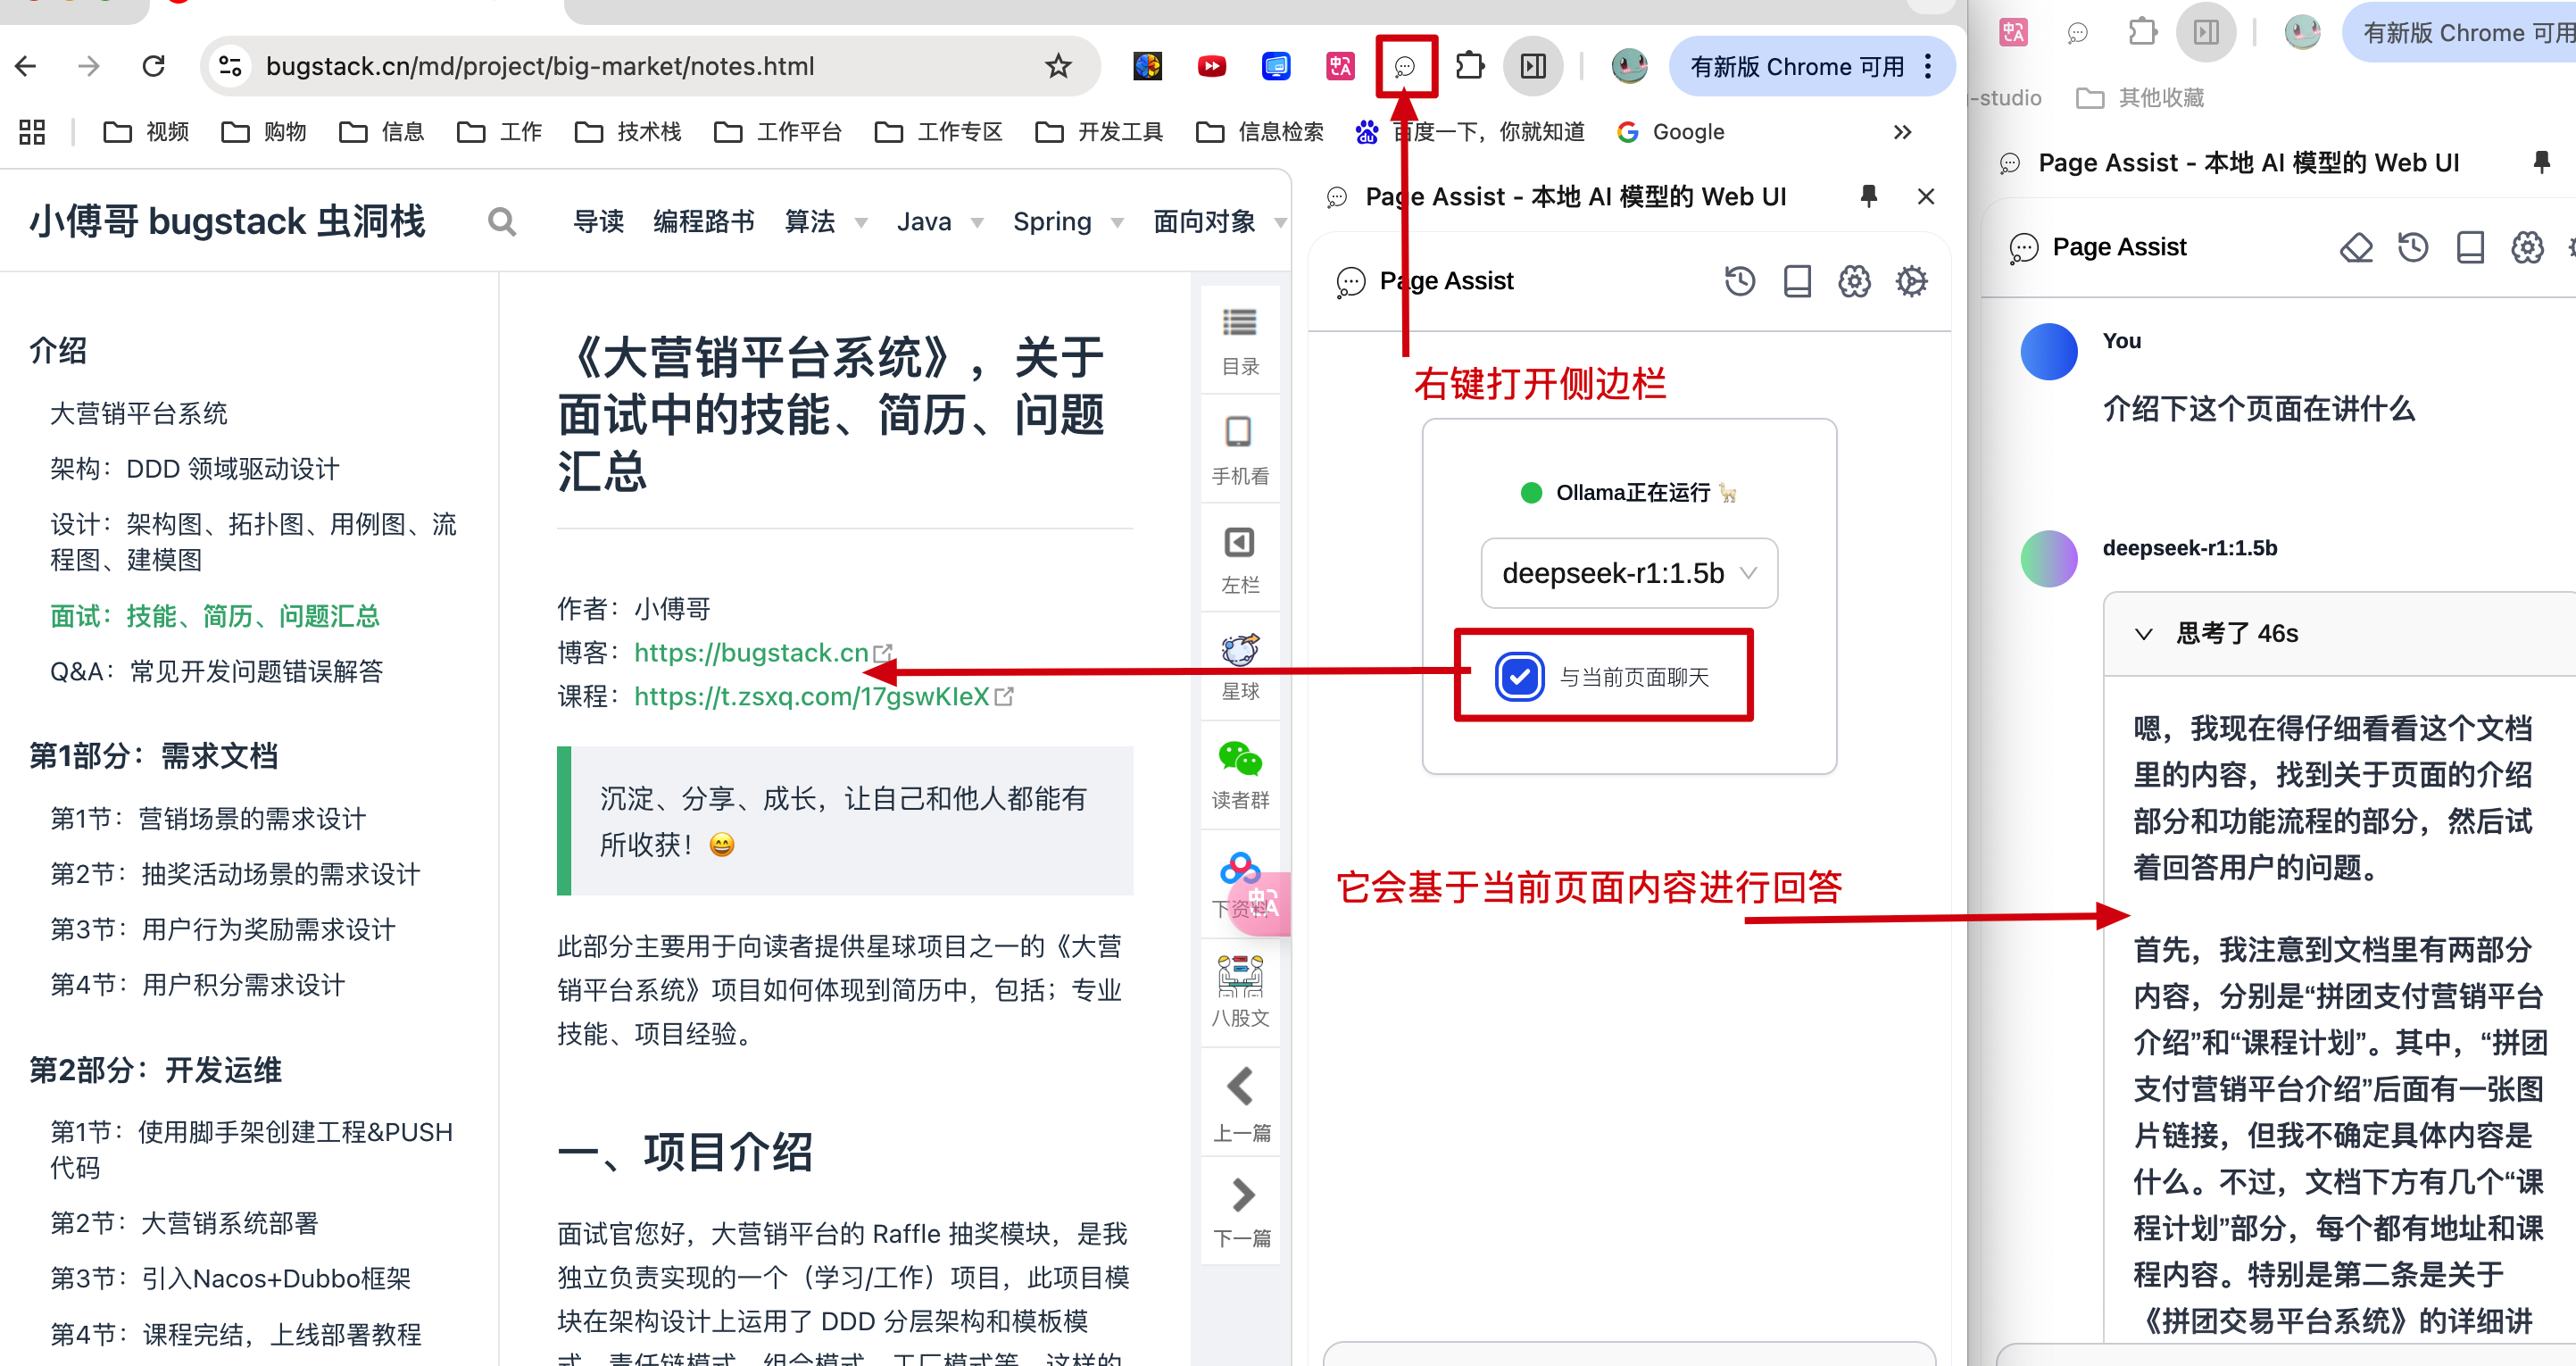 bugstack.cn/md/project/big-market/notes.html
有新版 Chrome 可用
视频
购物
信息
工作
技术栈
工作平台
工作专区
开发工具
信息检索
百度一下，你就知道
Google
小傅哥 bugstack 虫洞栈
导读
编程路书
算法
Java
Spring
面向对象
介绍
大营销平台系统
架构：DDD 领域驱动设计
设计：架构图、拓扑图、用例图、流
程图、建模图
面试：技能、简历、问题汇总
Q&A：常见开发问题错误解答
第1部分：需求文档
第1节：营销场景的需求设计
第2节：抽奖活动场景的需求设计
第3节：用户行为奖励需求设计
第4节：用户积分需求设计
第2部分：开发运维
第1节：使用脚手架创建工程&PUSH
代码
第2节：大营销系统部署
第3节：引入Nacos+Dubbo框架
第4节：课程完结，上线部署教程
《大营销平台系统》，关于
面试中的技能、简历、问题
汇总
作者：小傅哥
博客：https://bugstack.cn
课程：https://t.zsxq.com/17gswKIeX
沉淀、分享、成长，让自己和他人都能有
所收获！😄
此部分主要用于向读者提供星球项目之一的《大营
销平台系统》项目如何体现到简历中，包括；专业
技能、项目经验。
一、项目介绍
面试官您好，大营销平台的 Raffle 抽奖模块，是我
独立负责实现的一个（学习/工作）项目，此项目模
块在架构设计上运用了 DDD 分层架构和模板模
式、责任链模式、组合模式、工厂模式等。这样的
目录
手机看
左栏
星球
读者群
下资料
八股文
上一篇
下一篇
Page Assist - 本地 AI 模型的 Web UI
Page Assist
右键打开侧边栏
Ollama正在运行 🦙
deepseek-r1:1.5b
与当前页面聊天
它会基于当前页面内容进行回答
有新版 Chrome 可用
-studio
其他收藏
Page Assist - 本地 AI 模型的 Web UI
Page Assist
You
介绍下这个页面在讲什么
deepseek-r1:1.5b
思考了 46s
嗯，我现在得仔细看看这个文档
里的内容，找到关于页面的介绍
部分和功能流程的部分，然后试
着回答用户的问题。
首先，我注意到文档里有两部分
内容，分别是“拼团支付营销平台
介绍”和“课程计划”。其中，“拼团
支付营销平台介绍”后面有一张图
片链接，但我不确定具体内容是
什么。不过，文档下方有几个“课
程计划”部分，每个都有地址和课
程内容。特别是第二条是关于
《拼团交易平台系统》的详细讲